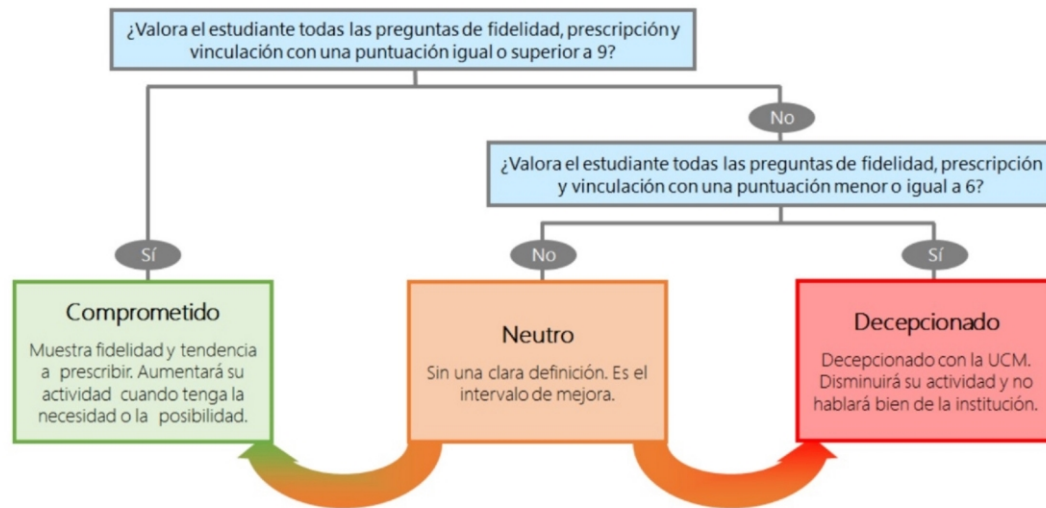 ¿Valora el estudiante todas las preguntas de fidelidad, prescripción y
vinculación con una puntuación igual o superior a 9?
No
¿Valora el estudiante todas las preguntas de fidelidad, prescripción
y vinculación con una puntuación menor o igual a 6?
Sí
No
Sí
Comprometido
Muestra fidelidad y tendencia
a prescribir. Aumentará su
actividad cuando tenga la
necesidad o la posibilidad.
Neutro
Sin una clara definición. Es el
intervalo de mejora.
Decepcionado
Decepcionado con la UCM.
Disminuirá su actividad y no
hablará bien de la institución.